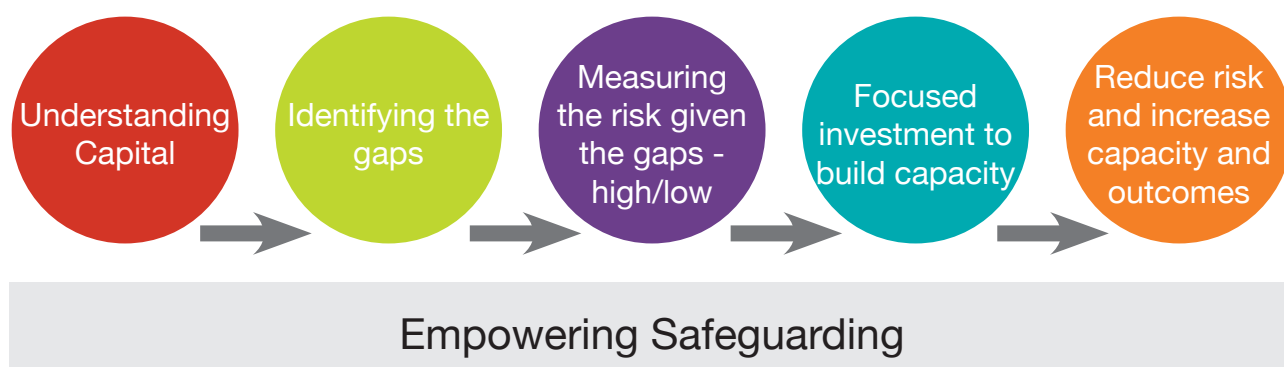 Understanding
Capital
Identifying the
gaps
Measuring
the risk given
the gaps -
high/low
Focused
investment to
build capacity
Reduce risk
and increase
capacity and
outcomes
Empowering Safeguarding